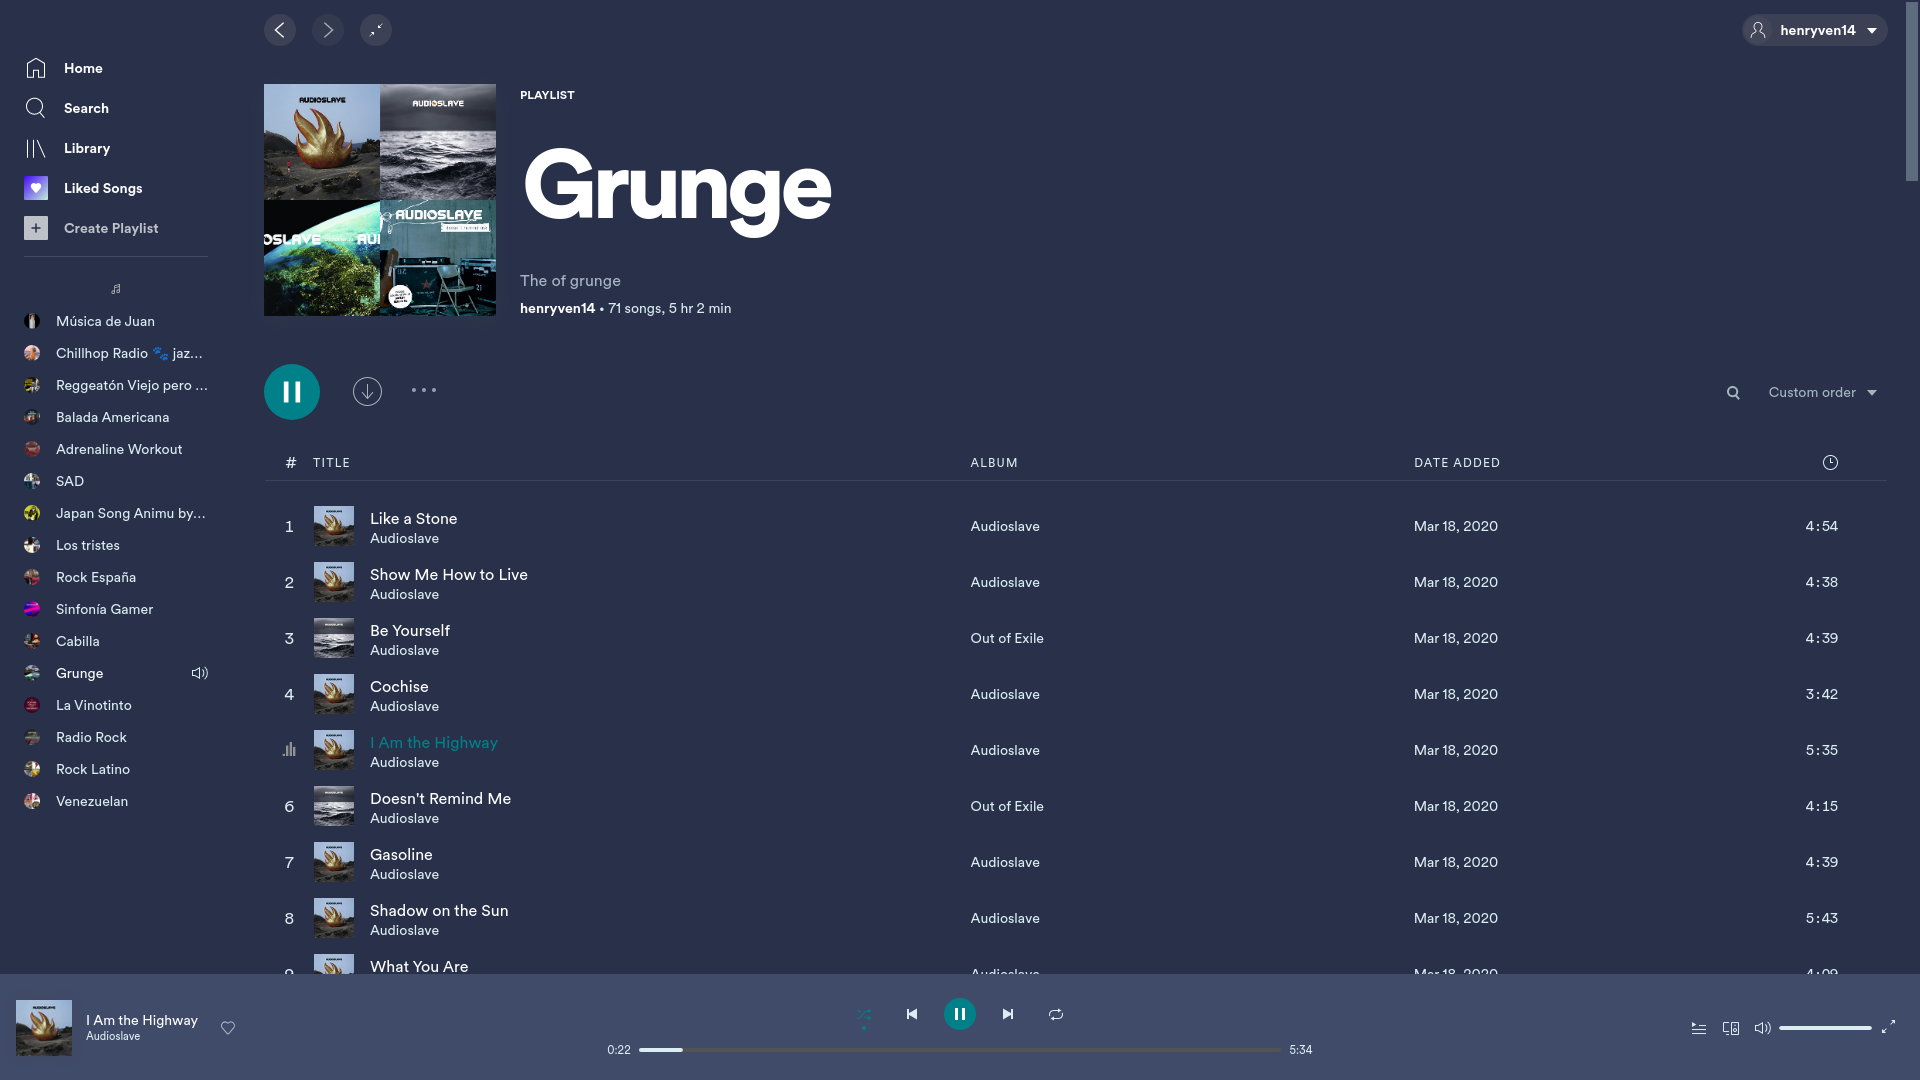 henryven14
Home
Search
Library
Liked Songs
Create Playlist
Música de Juan
Chillhop Radio 🐾 jaz...
Reggeatón Viejo pero ...
Balada Americana
Adrenaline Workout
SAD
Japan Song Animu by...
Los tristes
Rock España
Sinfonía Gamer
Cabilla
Grunge
La Vinotinto
Radio Rock
Rock Latino
Venezuelan
AUDIOSLAVE
AUDIOSLAVE
OSLAVE AUI
AUDIOSLAVE
PLAYLIST
Grunge
The of grunge
henryven14 • 71 songs, 5 hr 2 min
Custom order
# TITLE ALBUM DATE ADDED
1 Like a Stone Audioslave Audioslave Mar 18, 2020 4:54
2 Show Me How to Live Audioslave Audioslave Mar 18, 2020 4:38
3 Be Yourself Audioslave Out of Exile Mar 18, 2020 4:39
4 Cochise Audioslave Audioslave Mar 18, 2020 3:42
I Am the Highway Audioslave Audioslave Mar 18, 2020 5:35
6 Doesn't Remind Me Audioslave Out of Exile Mar 18, 2020 4:15
7 Gasoline Audioslave Audioslave Mar 18, 2020 4:39
8 Shadow on the Sun Audioslave Audioslave Mar 18, 2020 5:43
9 What You Are Audioslave Mar 18, 2020 4:09
I Am the Highway
Audioslave
0:22 5:34